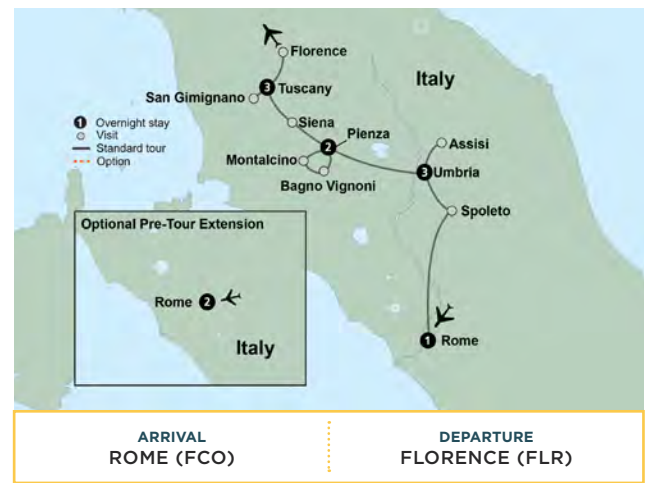 Florence
Italy
3 Tuscany
San Gimignano
1 Overnight stay
Visit
Standard tour
Option
Siena
Pienza
2
Montalcino
Bagno Vignoni
Assisi
3 Umbria
Spoleto
Optional Pre-Tour Extension
Rome 2
Italy
1 Rome
ARRIVAL
ROME (FCO)
DEPARTURE
FLORENCE (FLR)